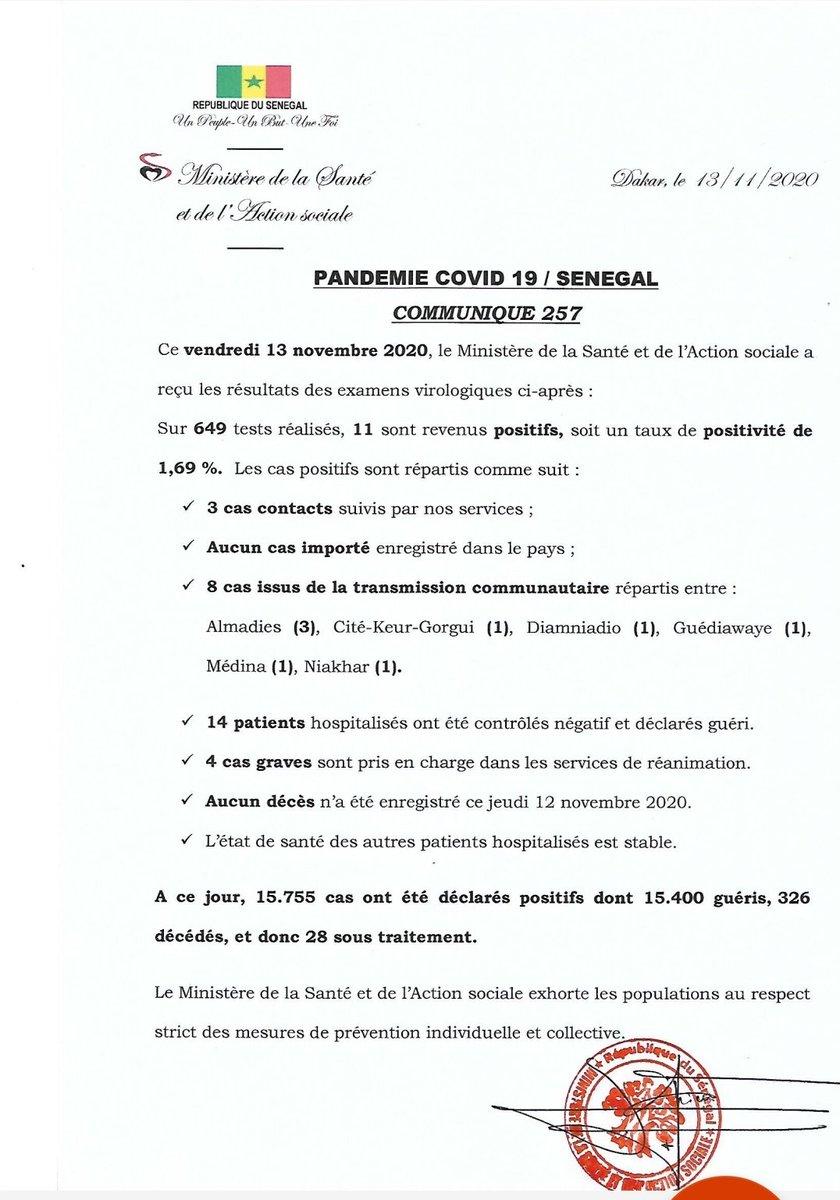 REPUBLIQUE DU SENEGAL
Un Peuple-Un But-Une Foi
Ministère de la Santé
et de l'Action sociale
Dakar, le 13/11/2020
PANDEMIE COVID 19 / SENEGAL
COMMUNIQUE 257
Ce vendredi 13 novembre 2020, le Ministère de la Santé et de l'Action sociale a
reçu les résultats des examens virologiques ci-après :
Sur 649 tests réalisés, 11 sont revenus positifs, soit un taux de positivité de
1,69 %. Les cas positifs sont répartis comme suit :
✓ 3 cas contacts suivis par nos services ;
✓ Aucun cas importé enregistré dans le pays ;
✓ 8 cas issus de la transmission communautaire répartis entre :
Almadies (3), Cité-Keur-Gorgui (1), Diamniadio (1), Guédiawaye (1),
Médina (1), Niakhar (1).
✓ 14 patients hospitalisés ont été contrôlés négatif et déclarés guéri.
✓ 4 cas graves sont pris en charge dans les services de réanimation.
✓ Aucun décès n'a été enregistré ce jeudi 12 novembre 2020.
✓ L'état de santé des autres patients hospitalisés est stable.
A ce jour, 15.755 cas ont été déclarés positifs dont 15.400 guéris, 326
décédés, et donc 28 sous traitement.
Le Ministère de la Santé et de l'Action sociale exhorte les populations au respect
strict des mesures de prévention individuelle et collective.
République du Sénégal